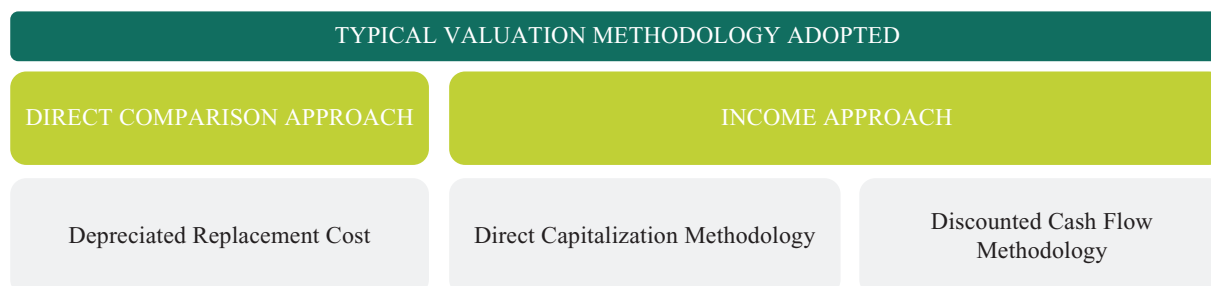 TYPICAL VALUATION METHODOLOGY ADOPTED
DIRECT COMPARISON APPROACH
INCOME APPROACH
Depreciated Replacement Cost
Direct Capitalization Methodology
Discounted Cash Flow
Methodology